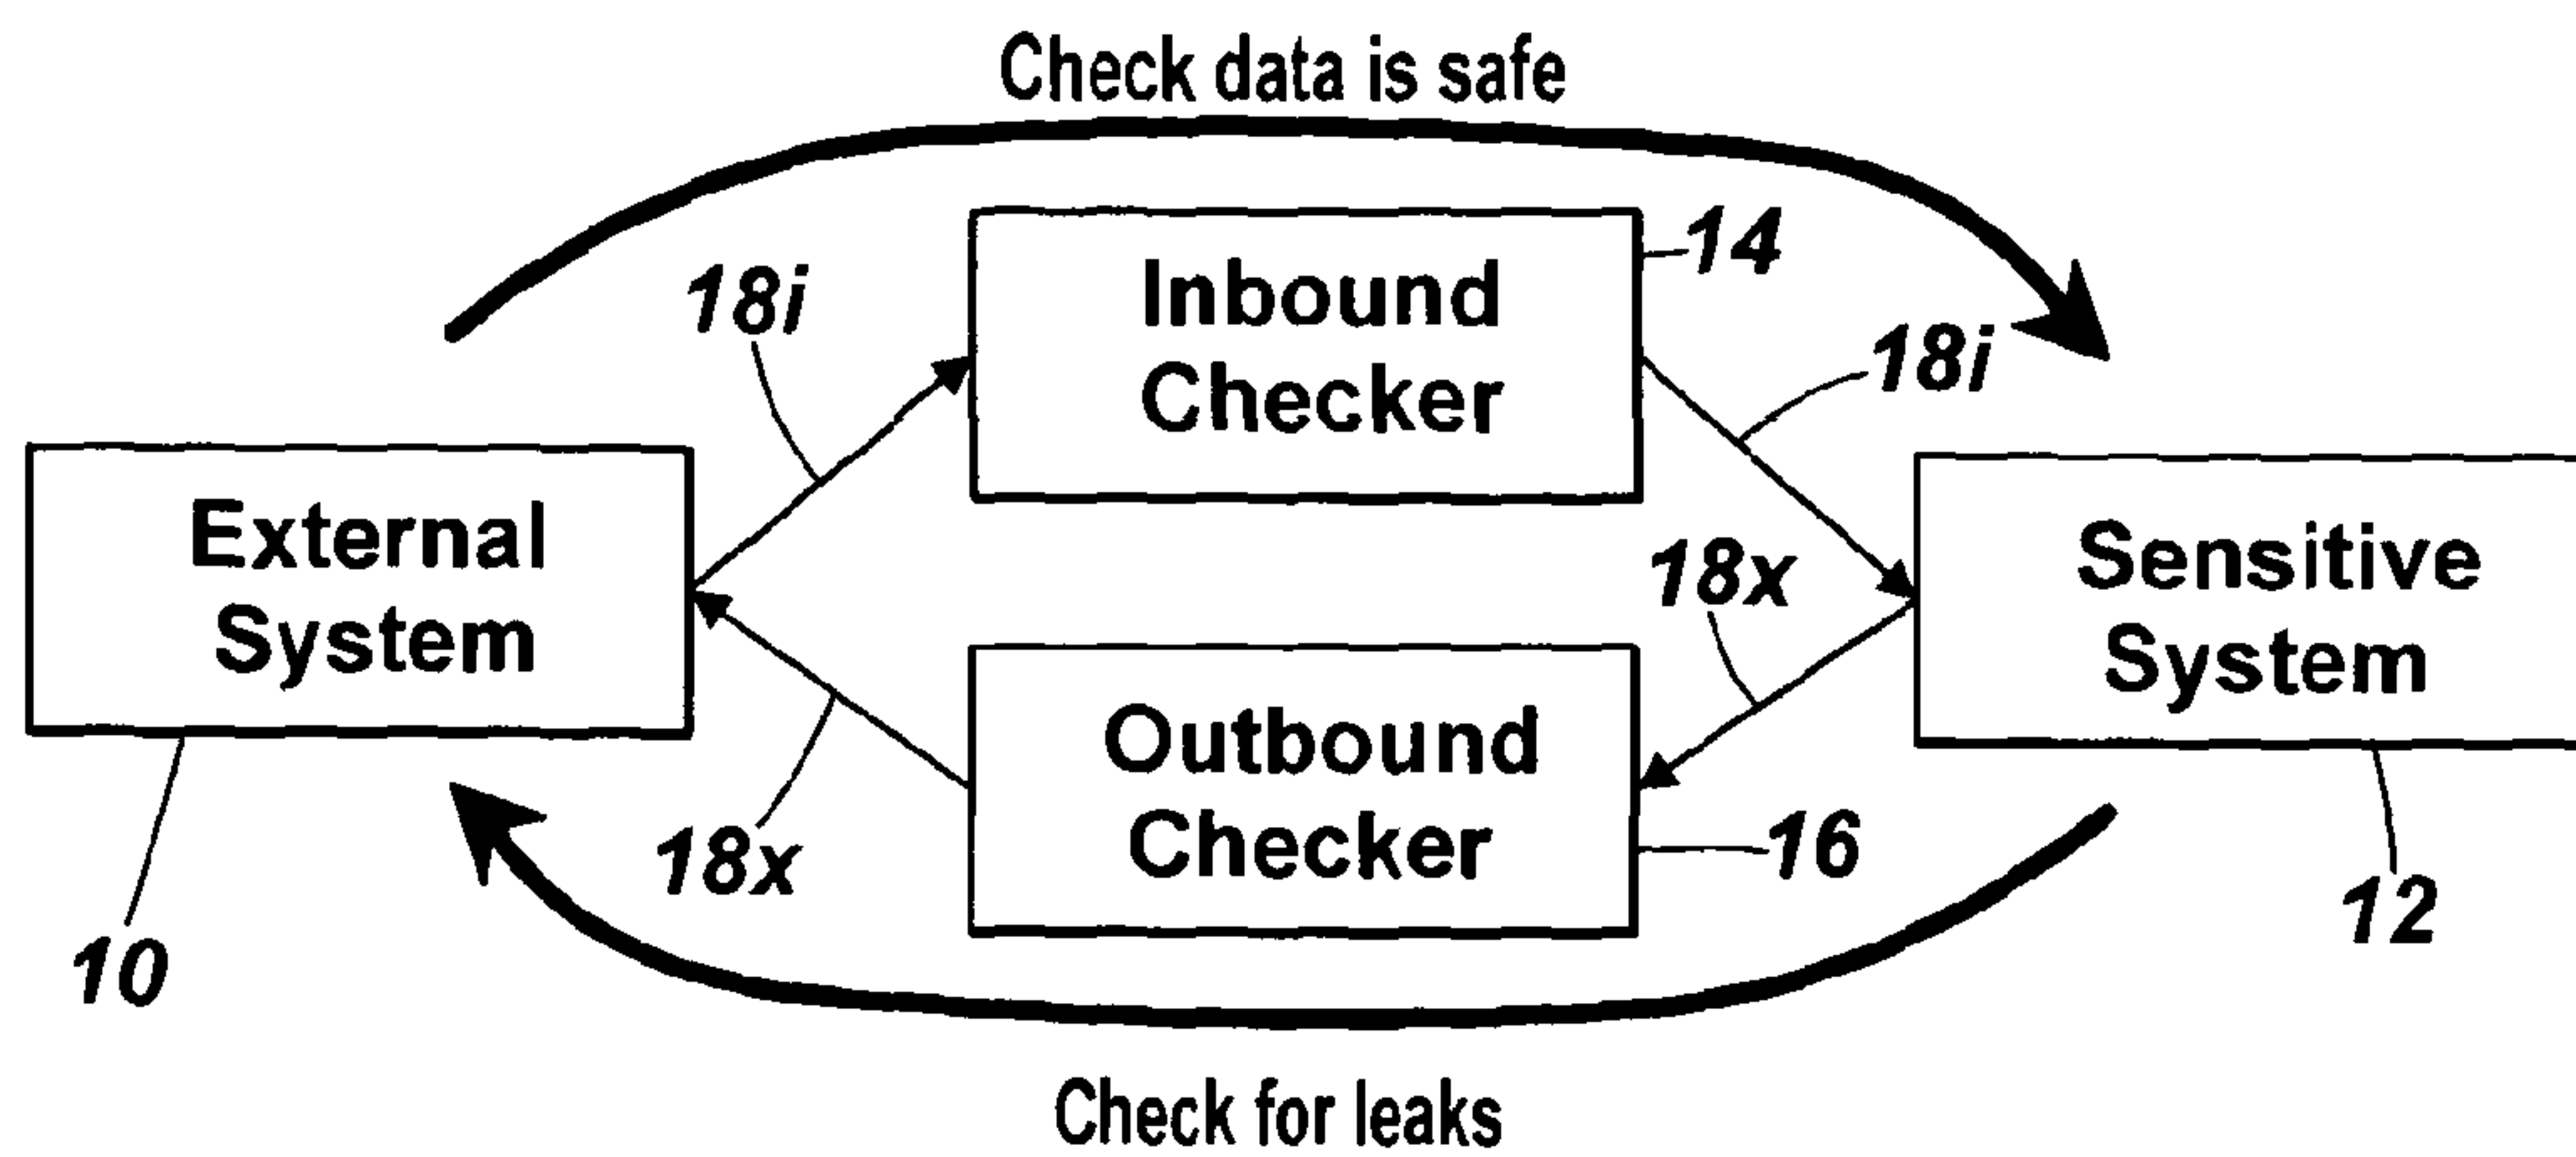 Check data is safe
14
18i
Inbound
Checker
18i
External
System
18x
Sensitive
System
Outbound
Checker
18x
16
12
10
Check for leaks